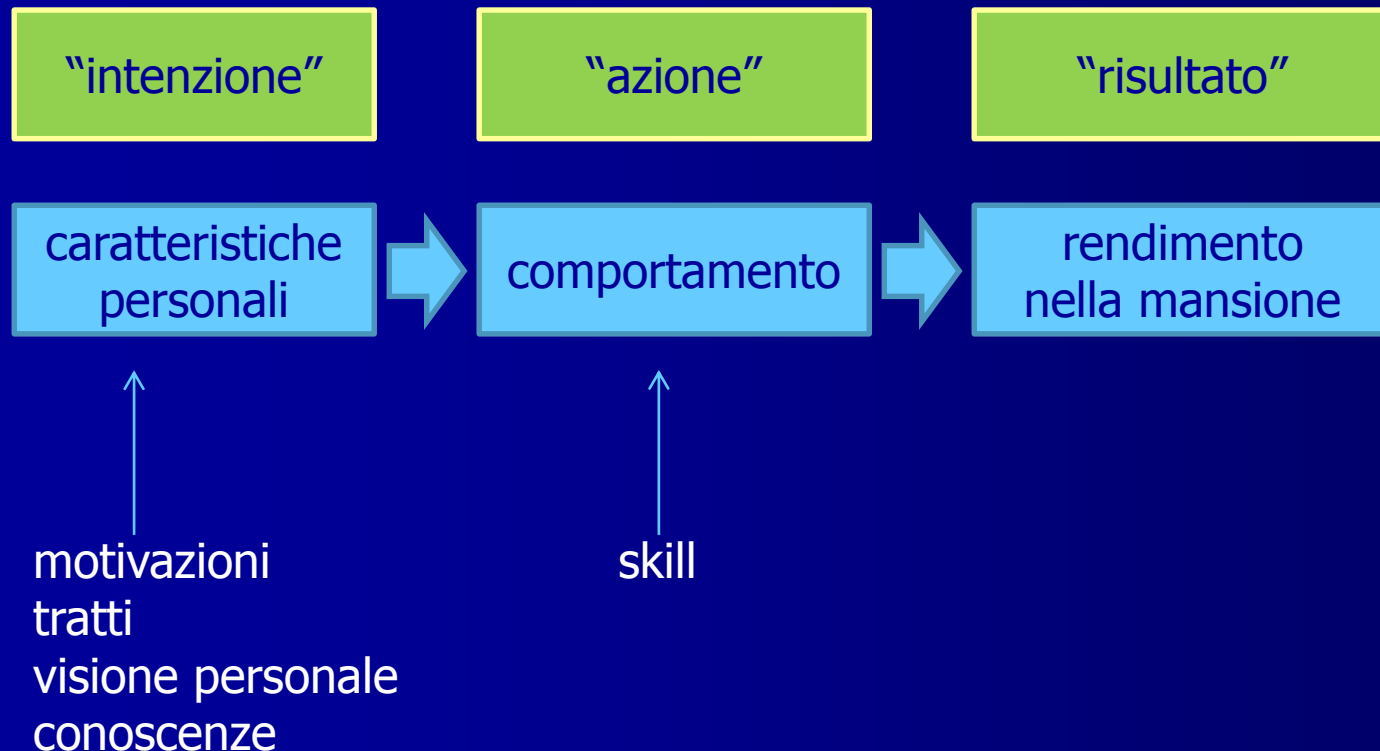 “intenzione”
“azione”
“risultato”
caratteristiche
personali
comportamento
rendimento
nella mansione
motivazioni
tratti
visione personale
conoscenze
skill